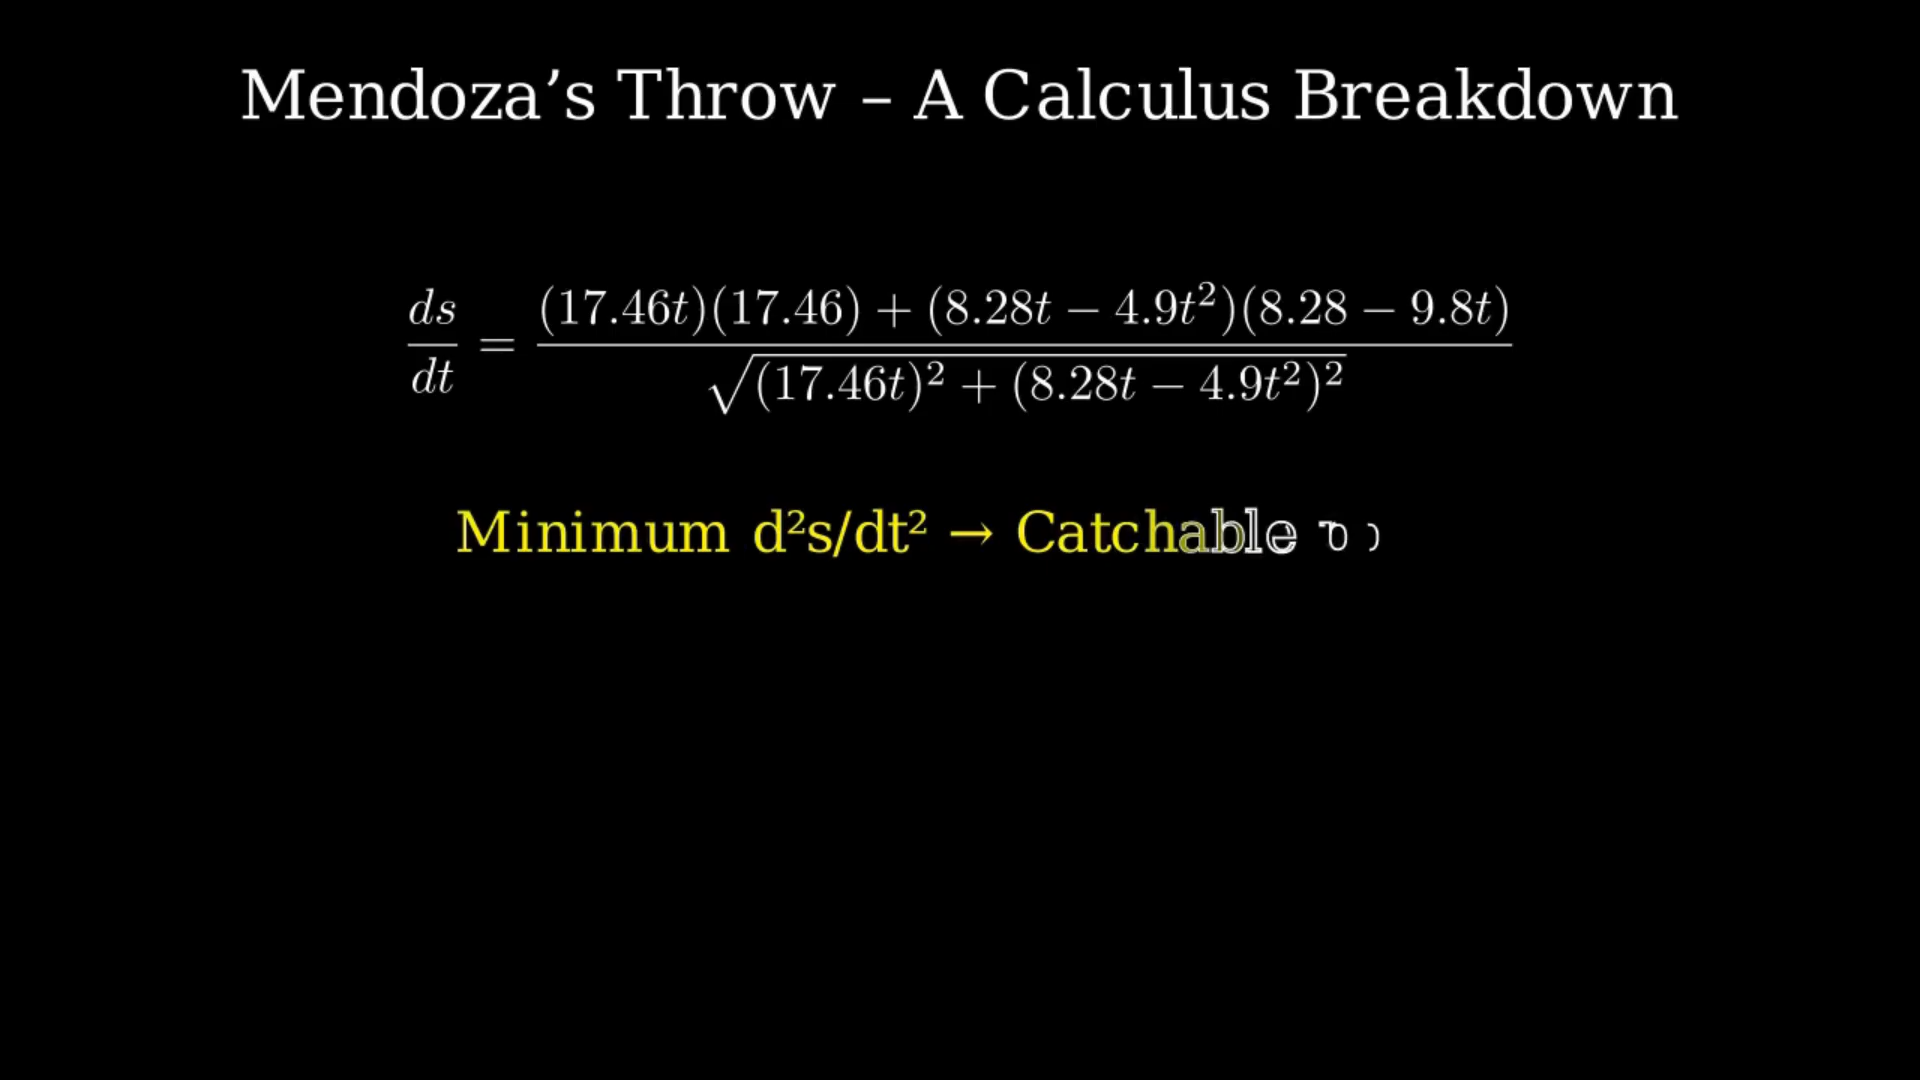 Mendoza’s Throw – A Calculus Breakdown
ds/dt = ((17.46t)(17.46) + (8.28t − 4.9t²)(8.28 − 9.8t)) / √((17.46t)² + (8.28t − 4.9t²)²)
Minimum d²s/dt² → Catchable